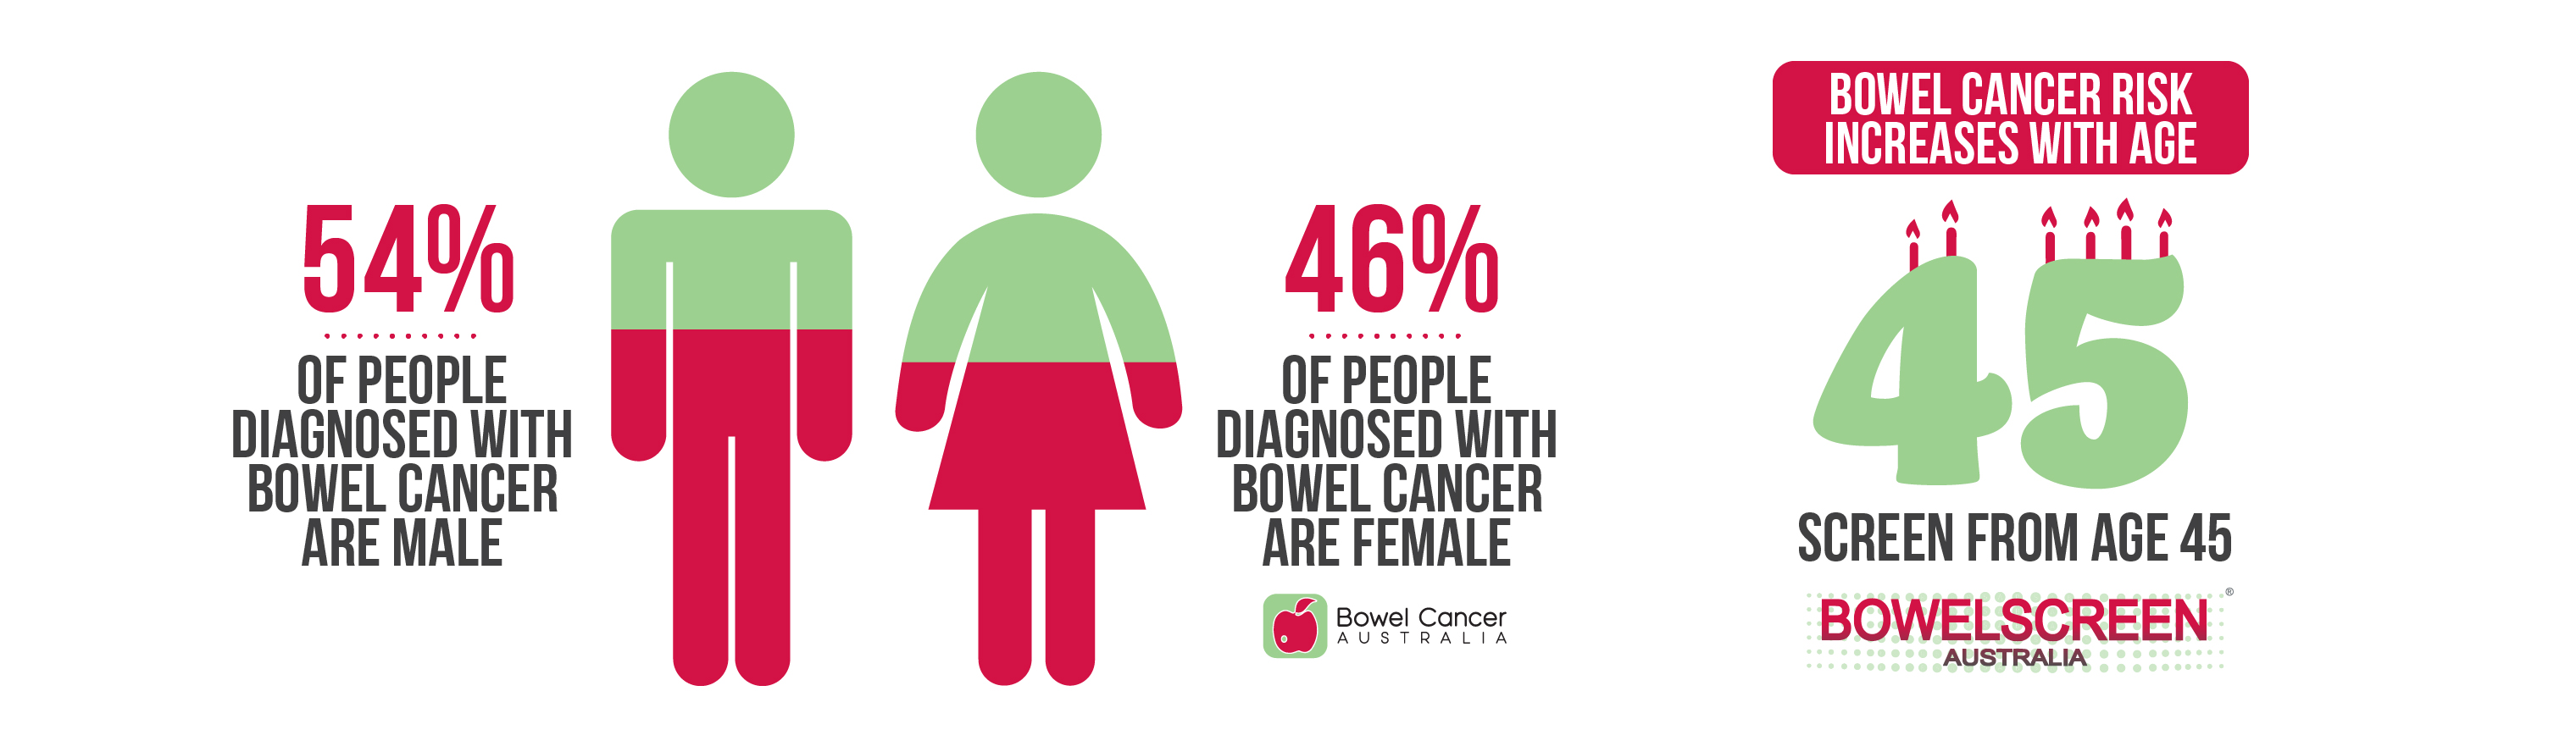 54%
OF PEOPLE
DIAGNOSED WITH
BOWEL CANCER
ARE MALE
46%
OF PEOPLE
DIAGNOSED WITH
BOWEL CANCER
ARE FEMALE
Bowel Cancer
AUSTRALIA
BOWEL CANCER RISK
INCREASES WITH AGE
45
SCREEN FROM AGE 45
BOWELSCREEN®
AUSTRALIA